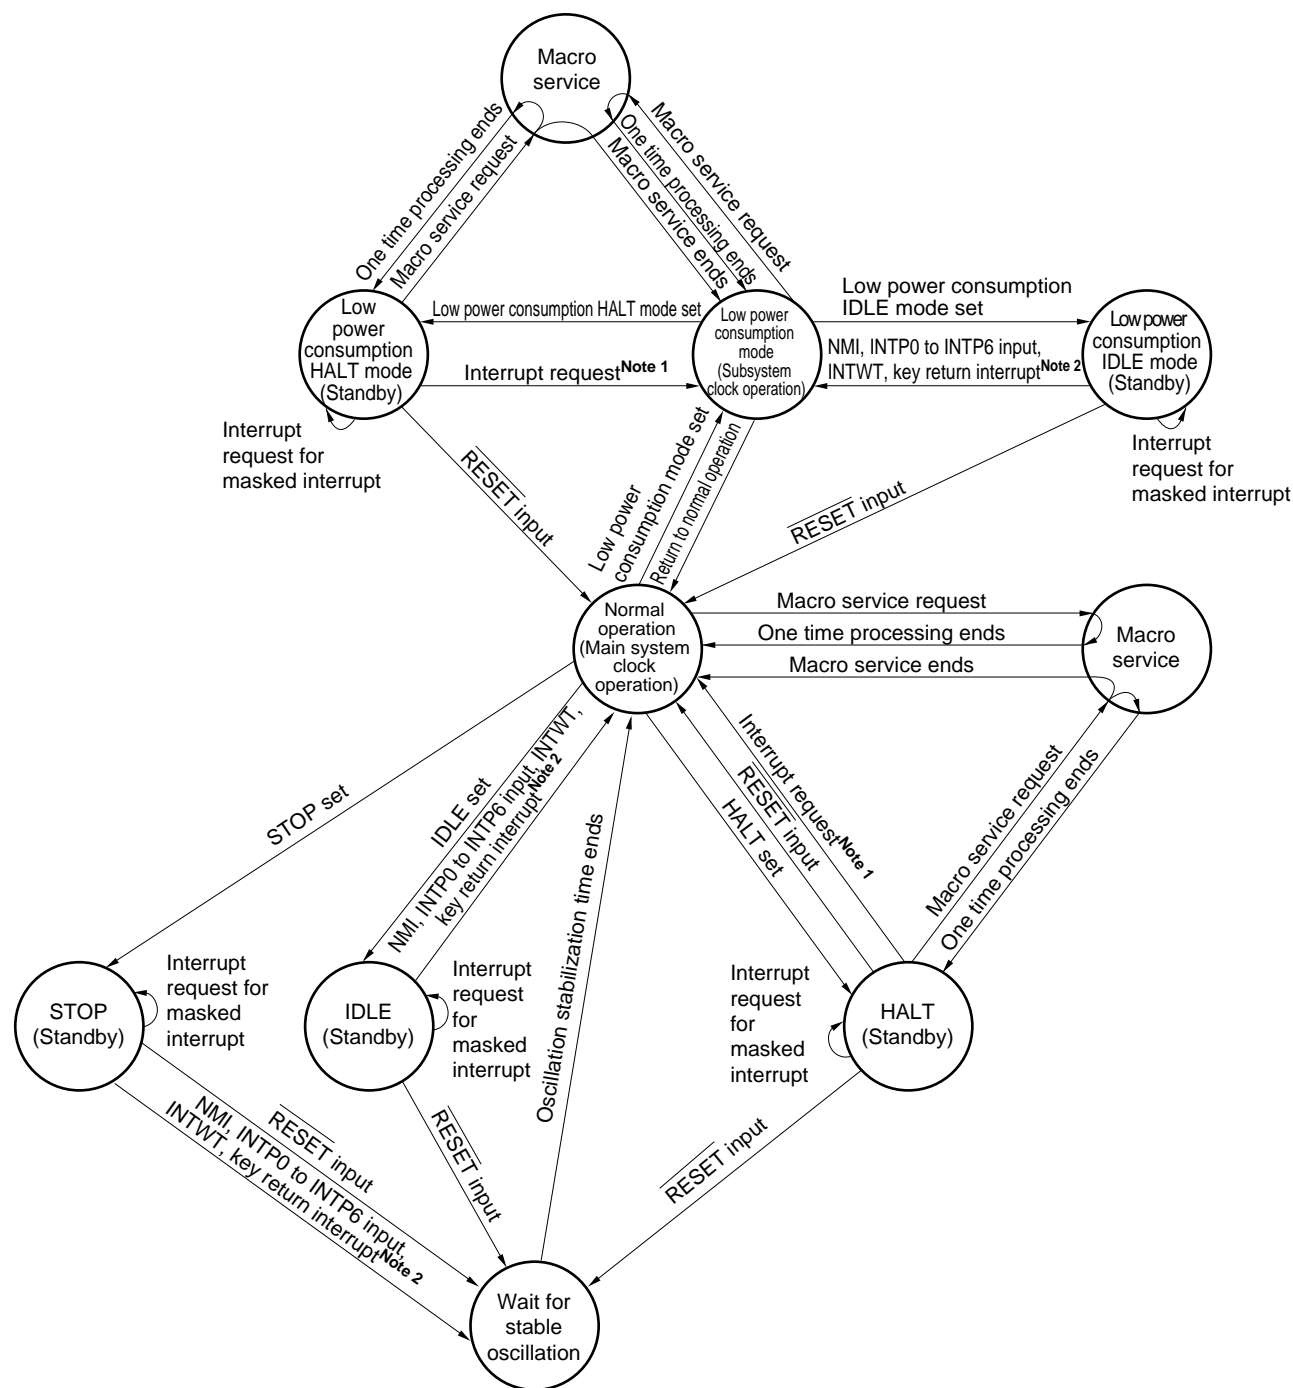 Macro
service
One time processing ends
Macro service request
Macro service ends
One time processing ends
Macro service request
Low
power
consumption
HALT mode
(Standby)
Low power consumption HALT mode set
Interrupt request Note 1
Low power
consumption
mode
(Subsystem
clock operation)
Low power consumption
IDLE mode set
NMI, INTP0 to INTP6 input,
INTWT, key return interrupt Note 2
Low power
consumption
IDLE mode
(Standby)
Interrupt
request for
masked interrupt
Interrupt
request for
masked interrupt
RESET input
Low power
consumption mode set
Return to normal operation
RESET input
Normal
operation
(Main system
clock
operation)
Macro service request
One time processing ends
Macro service ends
Macro
service
STOP set
IDLE set
NMI, INTP0 to INTP6 input, INTWT,
key return interrupt Note 2
Oscillation stabilization time ends
HALT set
RESET input
Interrupt request Note 1
Macro service request
One time processing ends
STOP
(Standby)
Interrupt
request for
masked
interrupt
IDLE
(Standby)
Interrupt
request
for
masked
interrupt
Interrupt
request
for
masked
interrupt
HALT
(Standby)
RESET input
NMI, INTP0 to INTP6 input,
INTWT, key return interrupt Note 2
RESET input
RESET input
Wait for
stable
oscillation